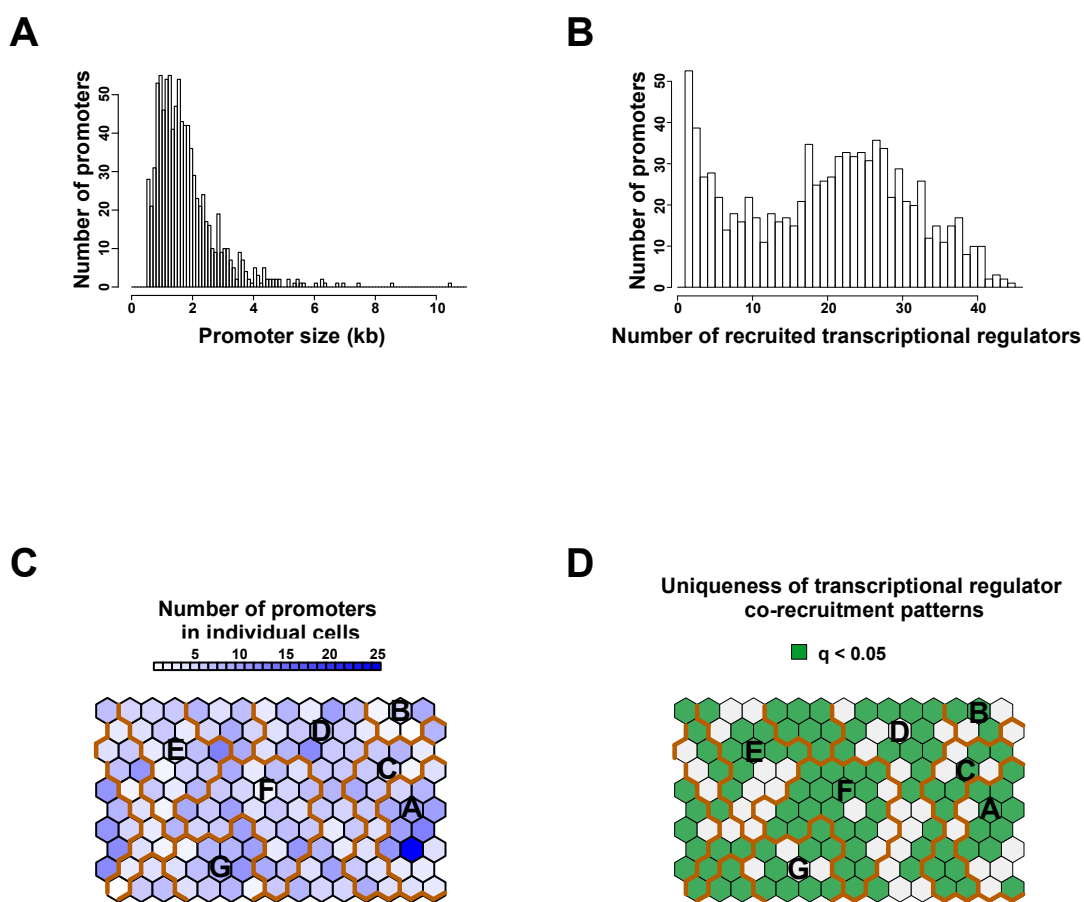 A
Number of promoters
0 10 20 30 40 50
0 2 4 6 8 10
Promoter size (kb)
B
Number of promoters
0 10 20 30 40 50
0 10 20 30 40
Number of recruited transcriptional regulators
C
Number of promoters
in individual cells
5 10 15 20 25
B
D
E
C
F
A
G
D
Uniqueness of transcriptional regulator
co-recruitment patterns
q < 0.05
B
D
E
C
F
A
G